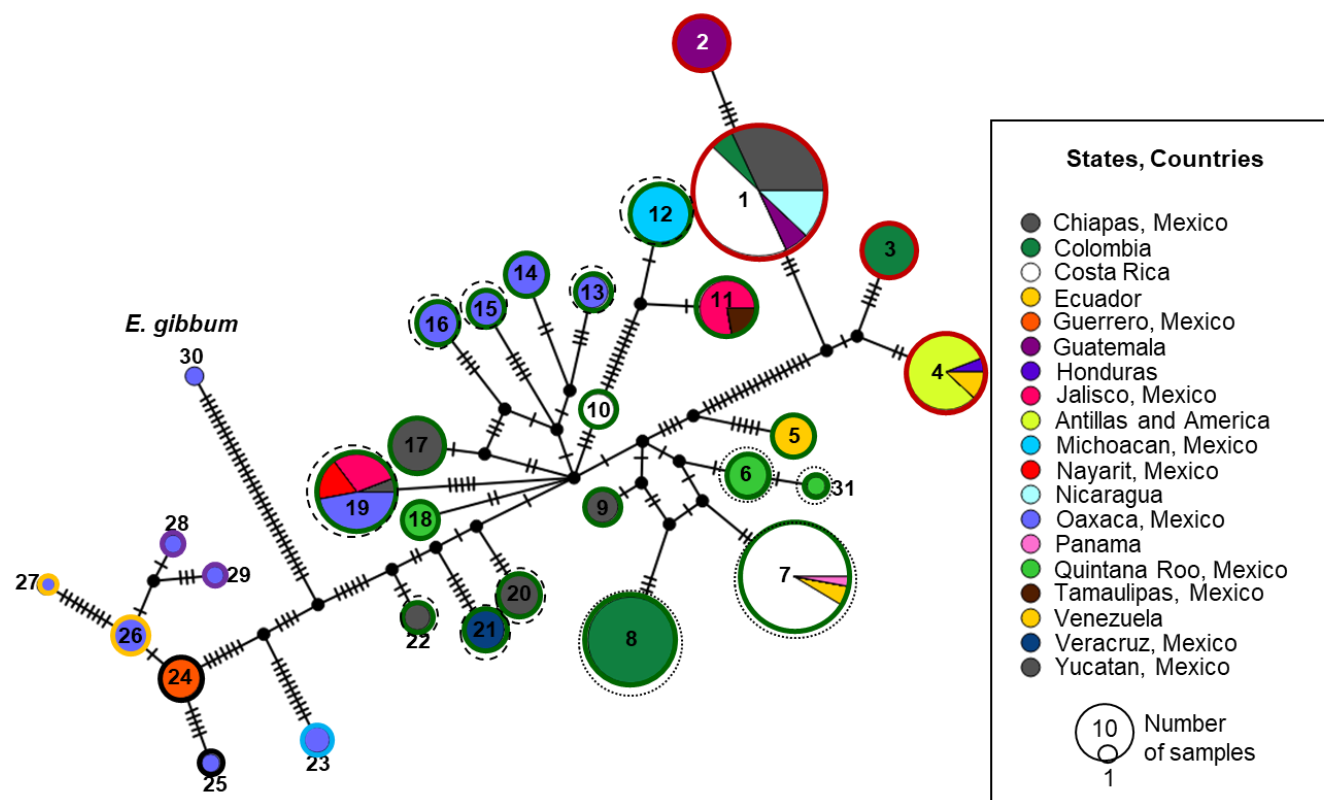 2
1
12
3
14
11
13
15
16
E. gibbum
30
4
10
5
17
6
31
19
18
9
28
7
29
27
20
21
22
8
26
24
23
25
States, Countries
Chiapas, Mexico
Colombia
Costa Rica
Ecuador
Guerrero, Mexico
Guatemala
Honduras
Jalisco, Mexico
Antillas and America
Michoacan, Mexico
Nayarit, Mexico
Nicaragua
Oaxaca, Mexico
Panama
Quintana Roo, Mexico
Tamaulipas, Mexico
Venezuela
Veracruz, Mexico
Yucatan, Mexico
10 Number
of samples
1